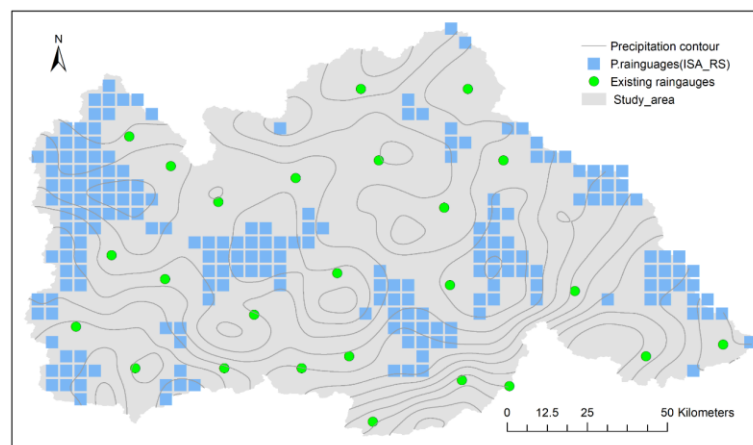 N
Precipitation contour
P.rainguages(ISA_RS)
Existing raingauges
Study_area
0 12.5 25 50 Kilometers